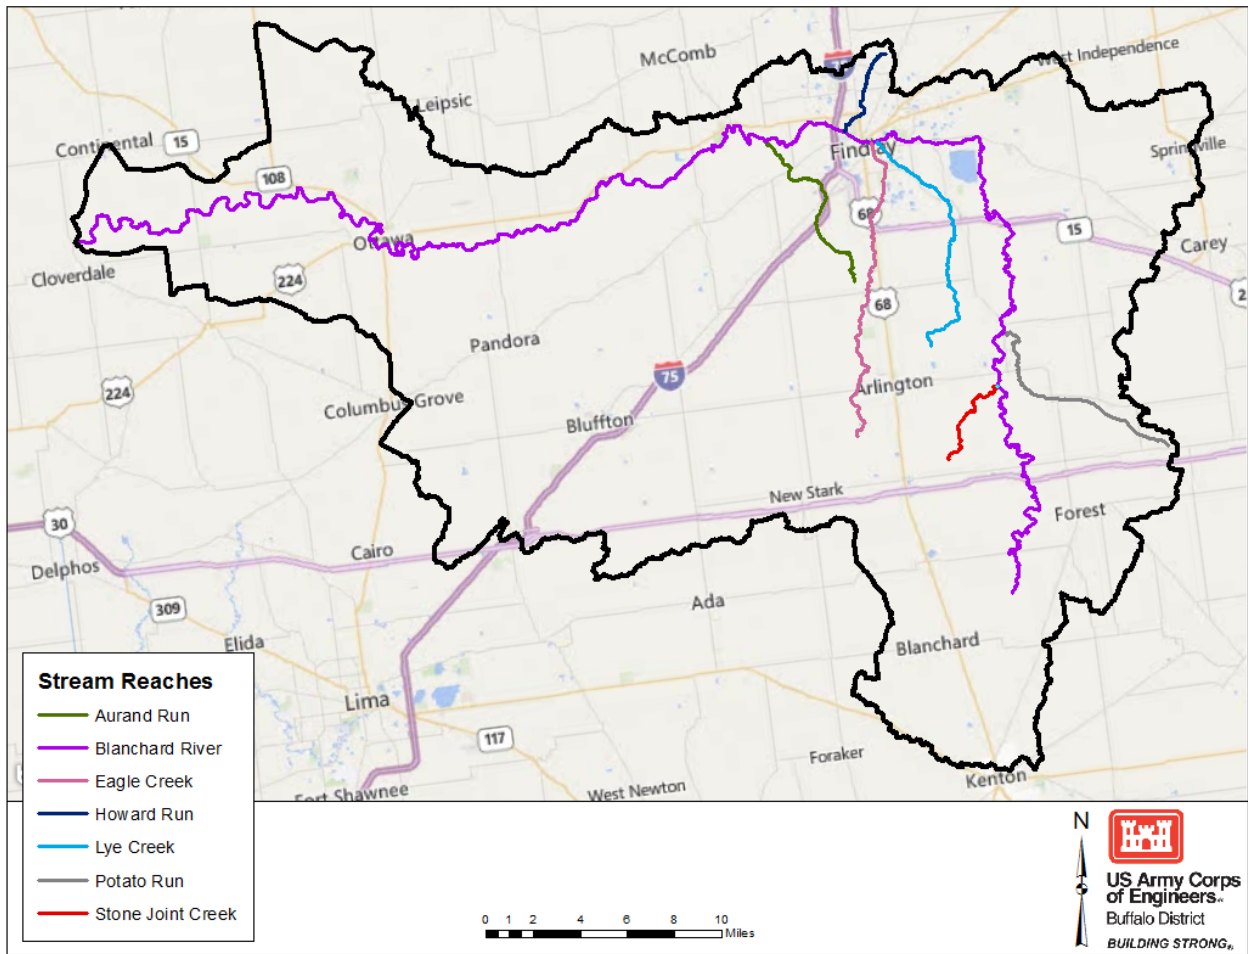 McComb
West Independence
Leipsic
Continental
15
108
Findlay
Springville
Ottawa
68
15
Carey
Cloverdale
224
68
Pandora
75
224
Columbus Grove
Arlington
Bluffton
New Stark
Forest
30
Cairo
Delphos
309
Ada
Elida
Blanchard
Lima
117
Foraker
Kenton
Fort Shawnee
West Newton
Stream Reaches
Aurand Run
Blanchard River
Eagle Creek
Howard Run
Lye Creek
Potato Run
Stone Joint Creek
0 1 2 4 6 8 10
Miles
N
US Army Corps
of Engineers®
Buffalo District
BUILDING STRONG®